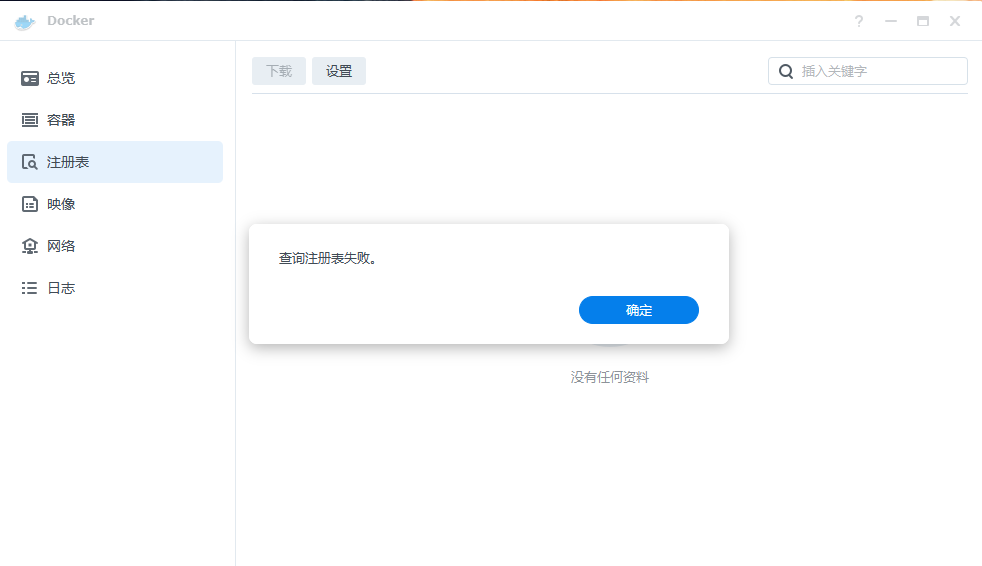 Docker
?
总览
容器
注册表
映像
网络
日志
下载
设置
插入关键字
查询注册表失败。
确定
没有任何资料